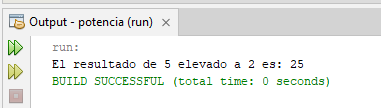 Output - potencia (run)
run:
El resultado de 5 elevado a 2 es: 25
BUILD SUCCESSFUL (total time: 0 seconds)